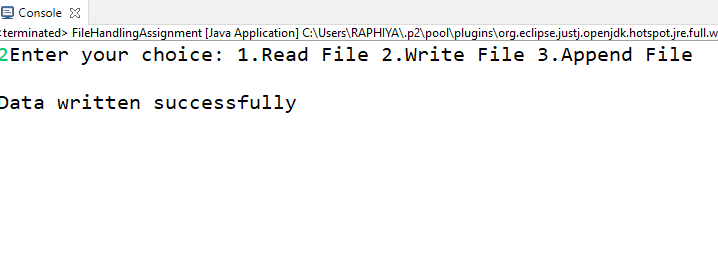 Console
<terminated> FileHandlingAssignment [Java Application] C:\Users\RAPHIYA\.p2\pool\plugins\org.eclipse.justj.openjdk.hotspot.jre.full.w
2Enter your choice: 1.Read File 2.Write File 3.Append File
Data written successfully